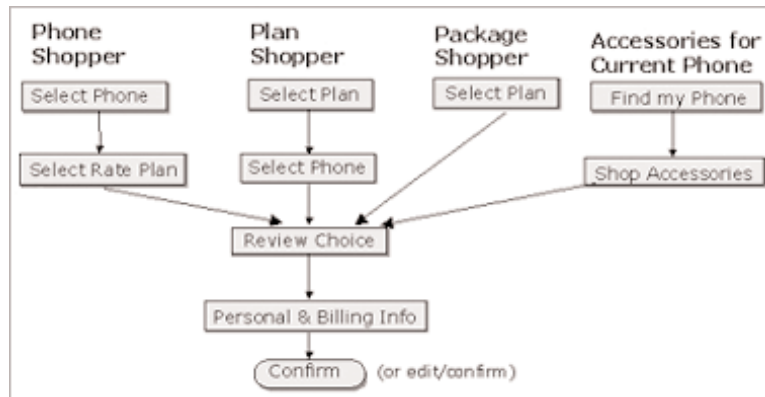 Phone
Shopper
Plan
Shopper
Package
Shopper
Accessories for
Current Phone
Select Phone
Select Plan
Select Plan
Find my Phone
Select Rate Plan
Select Phone
Shop Accessories
Review Choice
Personal & Billing Info
Confirm (or edit/confirm)